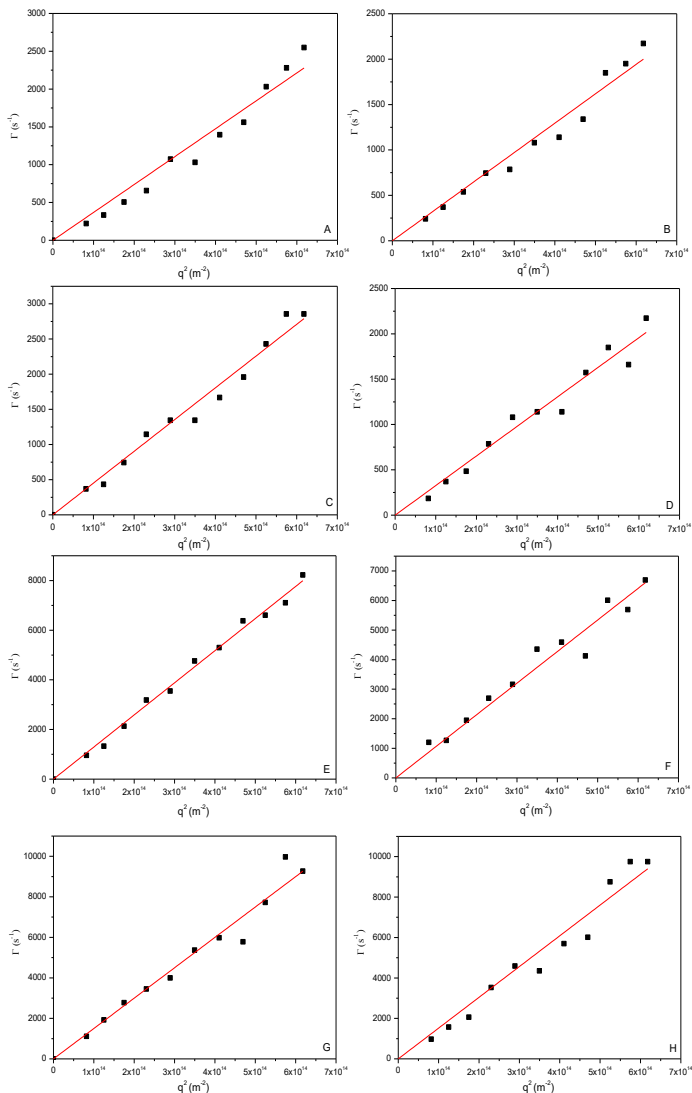 3000
2500
2000
1500
1000
500
0
Γ (s⁻¹)
0
1x10¹⁴
2x10¹⁴
3x10¹⁴
4x10¹⁴
5x10¹⁴
6x10¹⁴
7x10¹⁴
q² (m⁻²)
A
2500
2000
1500
1000
500
0
Γ (s⁻¹)
0
1x10¹⁴
2x10¹⁴
3x10¹⁴
4x10¹⁴
5x10¹⁴
6x10¹⁴
7x10¹⁴
q² (m⁻²)
B
3000
2500
2000
1500
1000
500
0
Γ (s⁻¹)
0
1x10¹⁴
2x10¹⁴
3x10¹⁴
4x10¹⁴
5x10¹⁴
6x10¹⁴
7x10¹⁴
q² (m⁻²)
C
2500
2000
1500
1000
500
0
Γ (s⁻¹)
0
1x10¹⁴
2x10¹⁴
3x10¹⁴
4x10¹⁴
5x10¹⁴
6x10¹⁴
7x10¹⁴
q² (m⁻²)
D
8000
6000
4000
2000
0
Γ (s⁻¹)
0
1x10¹⁴
2x10¹⁴
3x10¹⁴
4x10¹⁴
5x10¹⁴
6x10¹⁴
7x10¹⁴
q² (m⁻²)
E
7000
6000
5000
4000
3000
2000
1000
0
Γ (s⁻¹)
0
1x10¹⁴
2x10¹⁴
3x10¹⁴
4x10¹⁴
5x10¹⁴
6x10¹⁴
7x10¹⁴
q² (m⁻²)
F
10000
8000
6000
4000
2000
0
Γ (s⁻¹)
0
1x10¹⁴
2x10¹⁴
3x10¹⁴
4x10¹⁴
5x10¹⁴
6x10¹⁴
7x10¹⁴
q² (m⁻²)
G
10000
8000
6000
4000
2000
0
Γ (s⁻¹)
0
1x10¹⁴
2x10¹⁴
3x10¹⁴
4x10¹⁴
5x10¹⁴
6x10¹⁴
7x10¹⁴
q² (m⁻²)
H